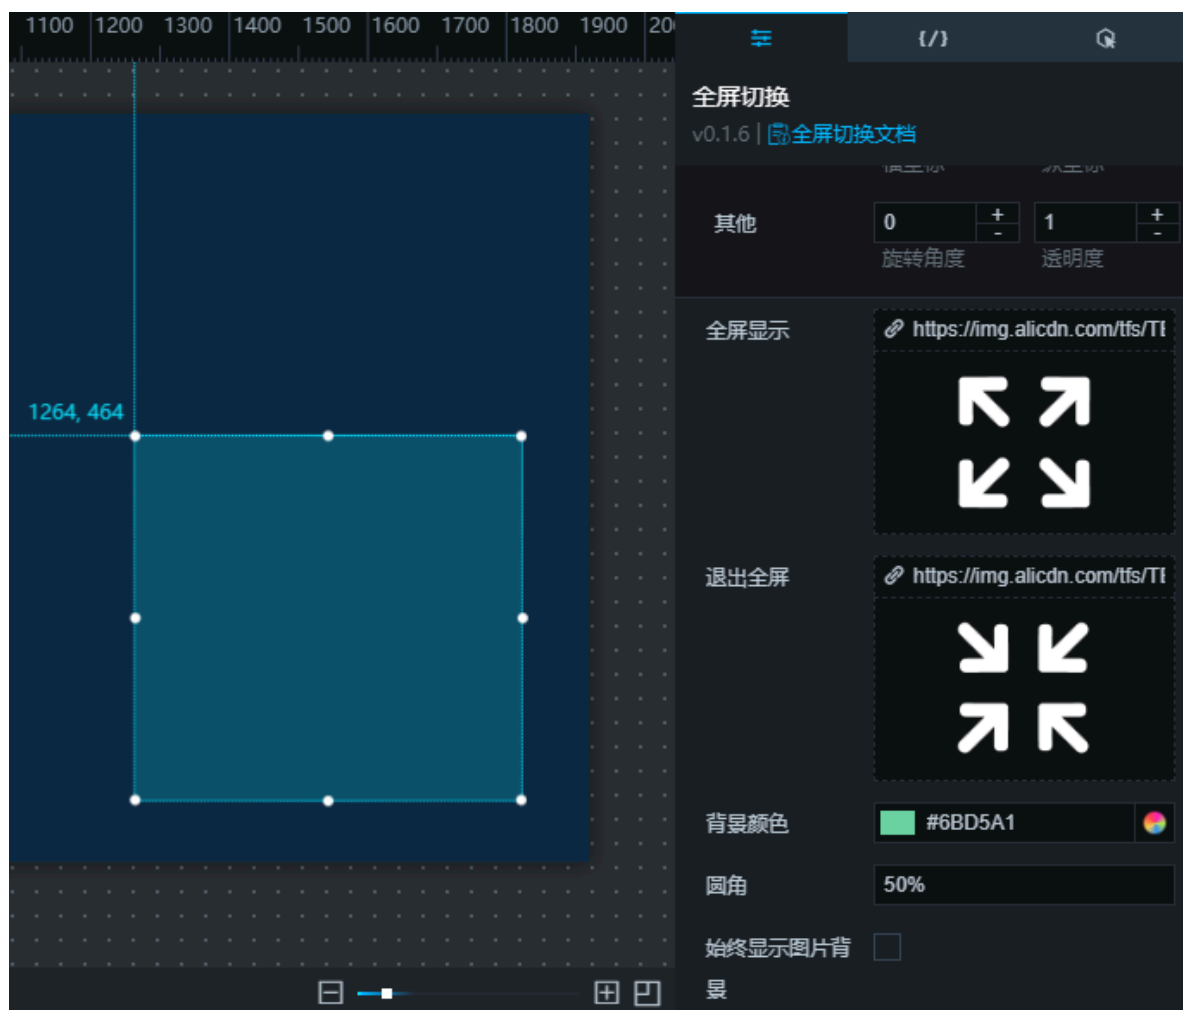 1100 1200 1300 1400 1500 1600 1700 1800 1900
{/}
全屏切换
v0.1.6 | 全屏切换文档
其他
0 + -
1 + -
旋转角度
透明度
1264, 464
全屏显示
https://img.alicdn.com/tfs/
退出全屏
https://img.alicdn.com/tfs/
背景颜色
#6BD5A1
圆角
50%
始终显示图片背
景